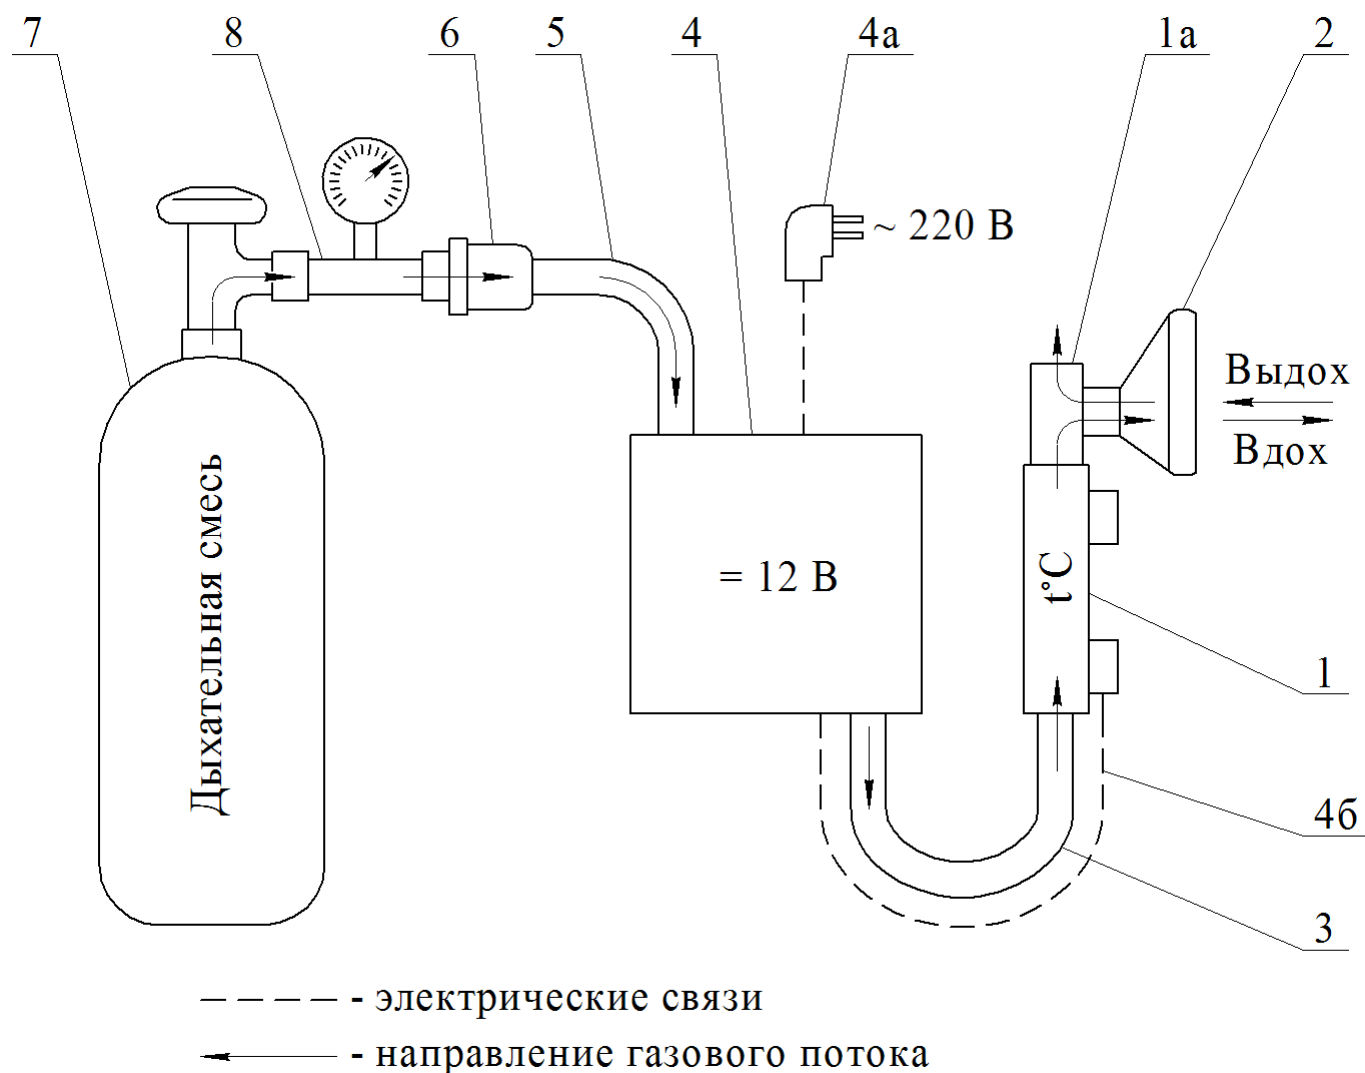 7 8 6 5 4 4а 1а 2
~ 220 В
Выдох
Вдох
Дыхательная смесь
= 12 В
t°C
1
4б
3
- электрические связи
- направление газового потока